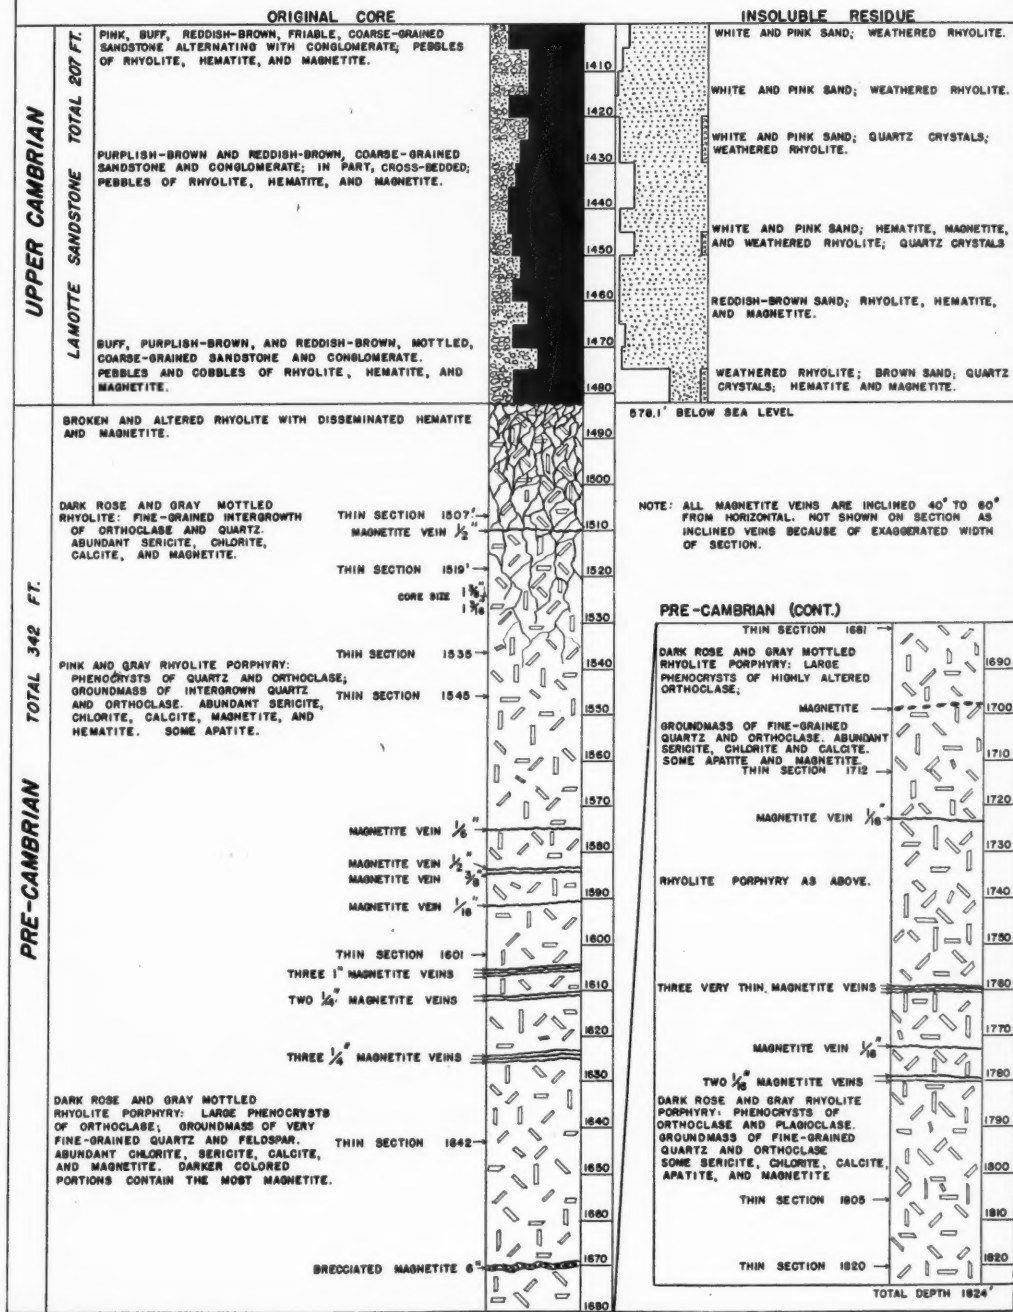 ORIGINAL CORE
INSOLUBLE RESIDUE
UPPER CAMBRIAN
LAMOTTE SANDSTONE TOTAL 207 FT.
PINK, BUFF, REDDISH-BROWN, FRIABLE, COARSE-GRAINED
SANDSTONE ALTERNATING WITH CONGLOMERATE; PEBBLES
OF RHYOLITE, HEMATITE, AND MAGNETITE.
PURPLISH-BROWN AND REDDISH-BROWN, COARSE-GRAINED
SANDSTONE AND CONGLOMERATE; IN PART, CROSS-BEDDED;
PEBBLES OF RHYOLITE, HEMATITE, AND MAGNETITE.
BUFF, PURPLISH-BROWN, AND REDDISH-BROWN, MOTTLED,
COARSE-GRAINED SANDSTONE AND CONGLOMERATE.
PEBBLES AND COBBLES OF RHYOLITE, HEMATITE, AND
MAGNETITE.
1410
1420
1430
1440
1450
1460
1470
1480
WHITE AND PINK SAND; WEATHERED RHYOLITE.
WHITE AND PINK SAND; WEATHERED RHYOLITE.
WHITE AND PINK SAND; QUARTZ CRYSTALS;
WEATHERED RHYOLITE.
WHITE AND PINK SAND; HEMATITE, MAGNETITE,
AND WEATHERED RHYOLITE; QUARTZ CRYSTALS
REDDISH-BROWN SAND; RHYOLITE, HEMATITE,
AND MAGNETITE.
WEATHERED RHYOLITE; BROWN SAND; QUARTZ
CRYSTALS; HEMATITE AND MAGNETITE.
PRE-CAMBRIAN TOTAL 342 FT.
BROKEN AND ALTERED RHYOLITE WITH DISSEMINATED HEMATITE
AND MAGNETITE.
DARK ROSE AND GRAY MOTTLED
RHYOLITE: FINE-GRAINED INTERGROWTH
OF ORTHOCLASE AND QUARTZ.
ABUNDANT SERICITE, CHLORITE,
CALCITE, AND MAGNETITE.
THIN SECTION 1507'
MAGNETITE VEIN 1/2"
THIN SECTION 1519'
CORE SIZE 1 5/8"
1 3/16
THIN SECTION 1535
PINK AND GRAY RHYOLITE PORPHYRY:
PHENOCRYSTS OF QUARTZ AND ORTHOCLASE;
GROUNDMASS OF INTERGROWN QUARTZ
AND ORTHOCLASE. ABUNDANT SERICITE,
CHLORITE, CALCITE, MAGNETITE, AND
HEMATITE. SOME APATITE.
THIN SECTION 1545
MAGNETITE VEIN 1/6"
MAGNETITE VEIN 1/2"
MAGNETITE VEIN 3/8"
MAGNETITE VEIN 1/16"
THIN SECTION 1601
THREE 1" MAGNETITE VEINS
TWO 1/4" MAGNETITE VEINS
THREE 1/4" MAGNETITE VEINS
DARK ROSE AND GRAY MOTTLED
RHYOLITE PORPHYRY: LARGE PHENOCRYSTS
OF ORTHOCLASE; GROUNDMASS OF VERY
FINE-GRAINED QUARTZ AND FELDSPAR.
ABUNDANT CHLORITE, SERICITE, CALCITE,
AND MAGNETITE. DARKER COLORED
PORTIONS CONTAIN THE MOST MAGNETITE.
THIN SECTION 1642
BRECCIATED MAGNETITE 6"
1490
1500
1510
1520
1530
1540
1550
1560
1570
1580
1590
1600
1610
1620
1630
1640
1650
1660
1670
1680
578.1' BELOW SEA LEVEL
NOTE: ALL MAGNETITE VEINS ARE INCLINED 40° TO 60°
FROM HORIZONTAL. NOT SHOWN ON SECTION AS
INCLINED VEINS BECAUSE OF EXAGGERATED WIDTH
OF SECTION.
PRE-CAMBRIAN (CONT.)
THIN SECTION 1681
DARK ROSE AND GRAY MOTTLED
RHYOLITE PORPHYRY: LARGE
PHENOCRYSTS OF HIGHLY ALTERED
ORTHOCLASE;
MAGNETITE
GROUNDMASS OF FINE-GRAINED
QUARTZ AND ORTHOCLASE. ABUNDANT
SERICITE, CHLORITE AND CALCITE.
SOME APATITE AND MAGNETITE.
THIN SECTION 1712
MAGNETITE VEIN 1/16"
RHYOLITE PORPHYRY AS ABOVE.
THREE VERY THIN MAGNETITE VEINS
MAGNETITE VEIN 1/16"
TWO 1/16" MAGNETITE VEINS
DARK ROSE AND GRAY RHYOLITE
PORPHYRY: PHENOCRYSTS OF
ORTHOCLASE AND PLAGIOCLASE.
GROUNDMASS OF FINE-GRAINED
QUARTZ AND ORTHOCLASE
SOME SERICITE, CHLORITE, CALCITE,
APATITE, AND MAGNETITE
THIN SECTION 1805
THIN SECTION 1820
1690
1700
1710
1720
1730
1740
1750
1760
1770
1780
1790
1800
1810
1820
TOTAL DEPTH 1824'